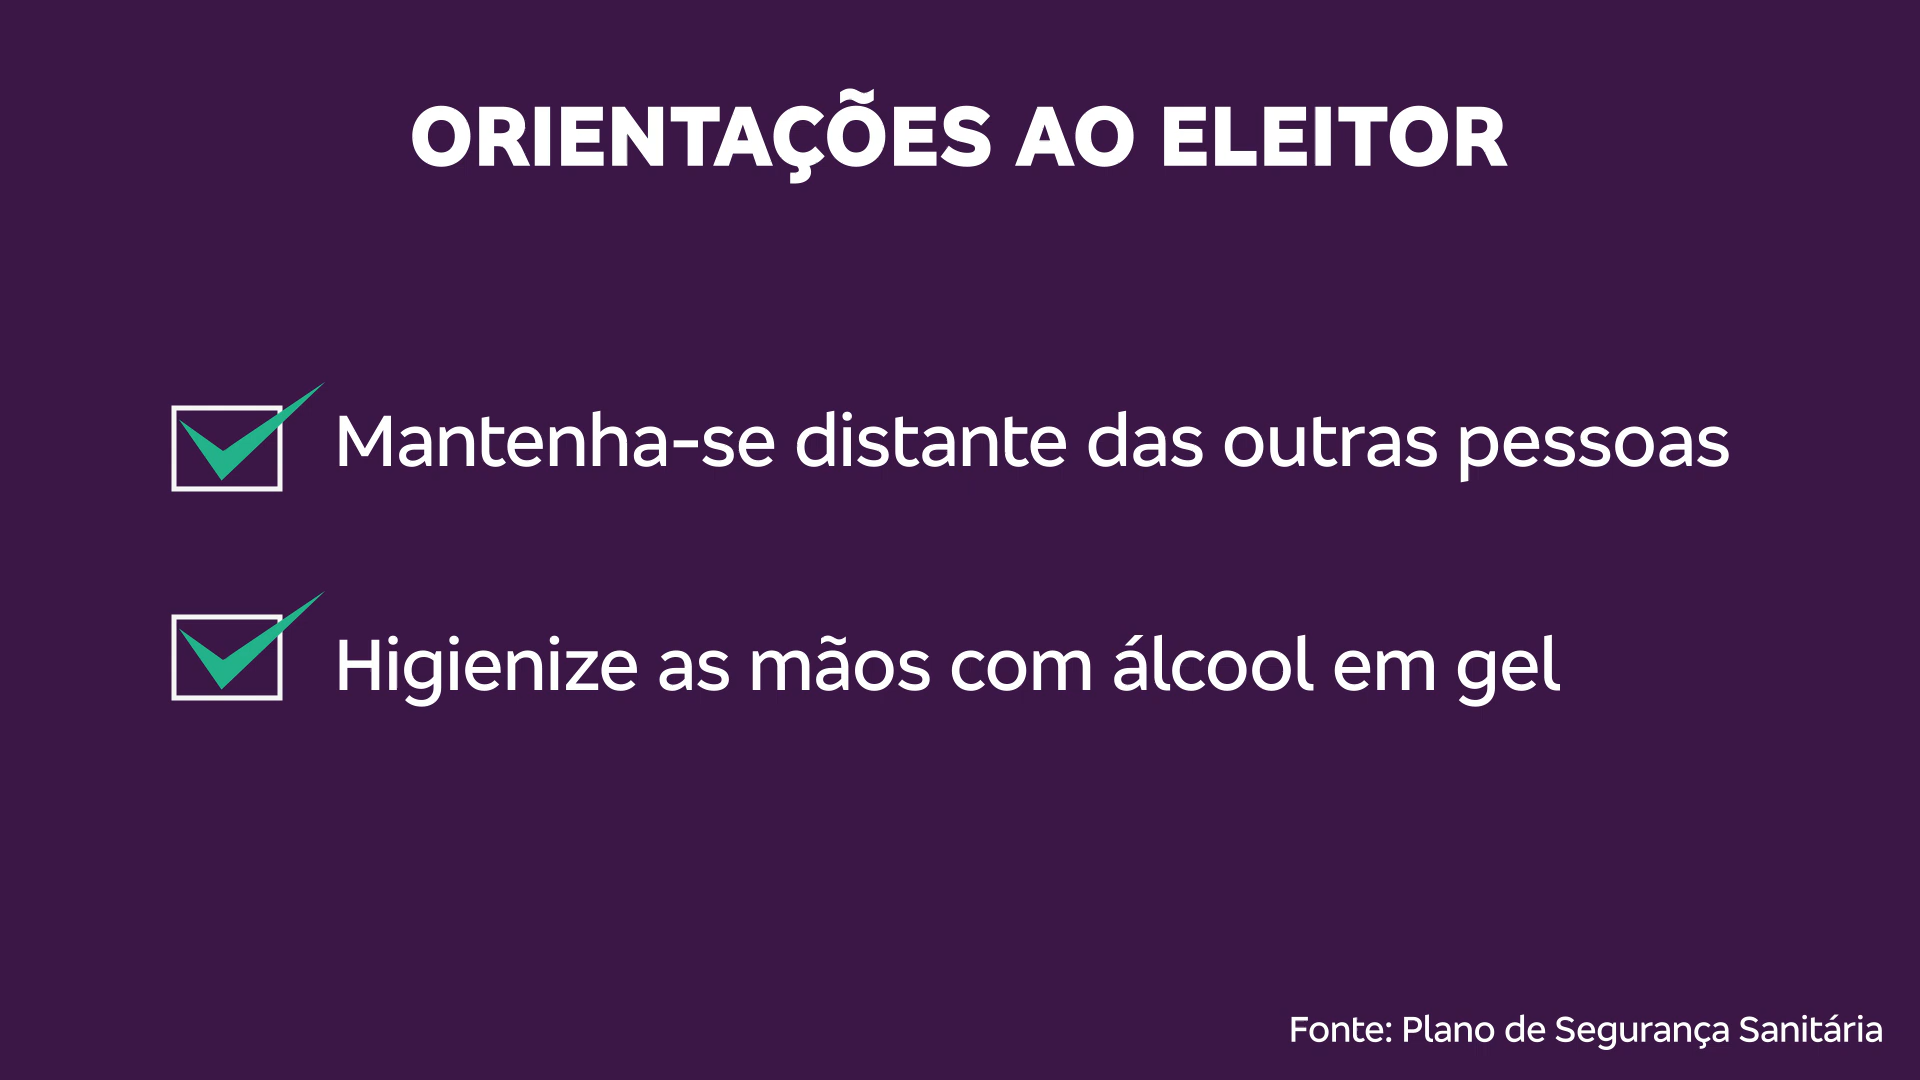 ORIENTAÇÕES AO ELEITOR
Mantenha-se distante das outras pessoas
Higienize as mãos com álcool em gel
Fonte: Plano de Segurança Sanitária